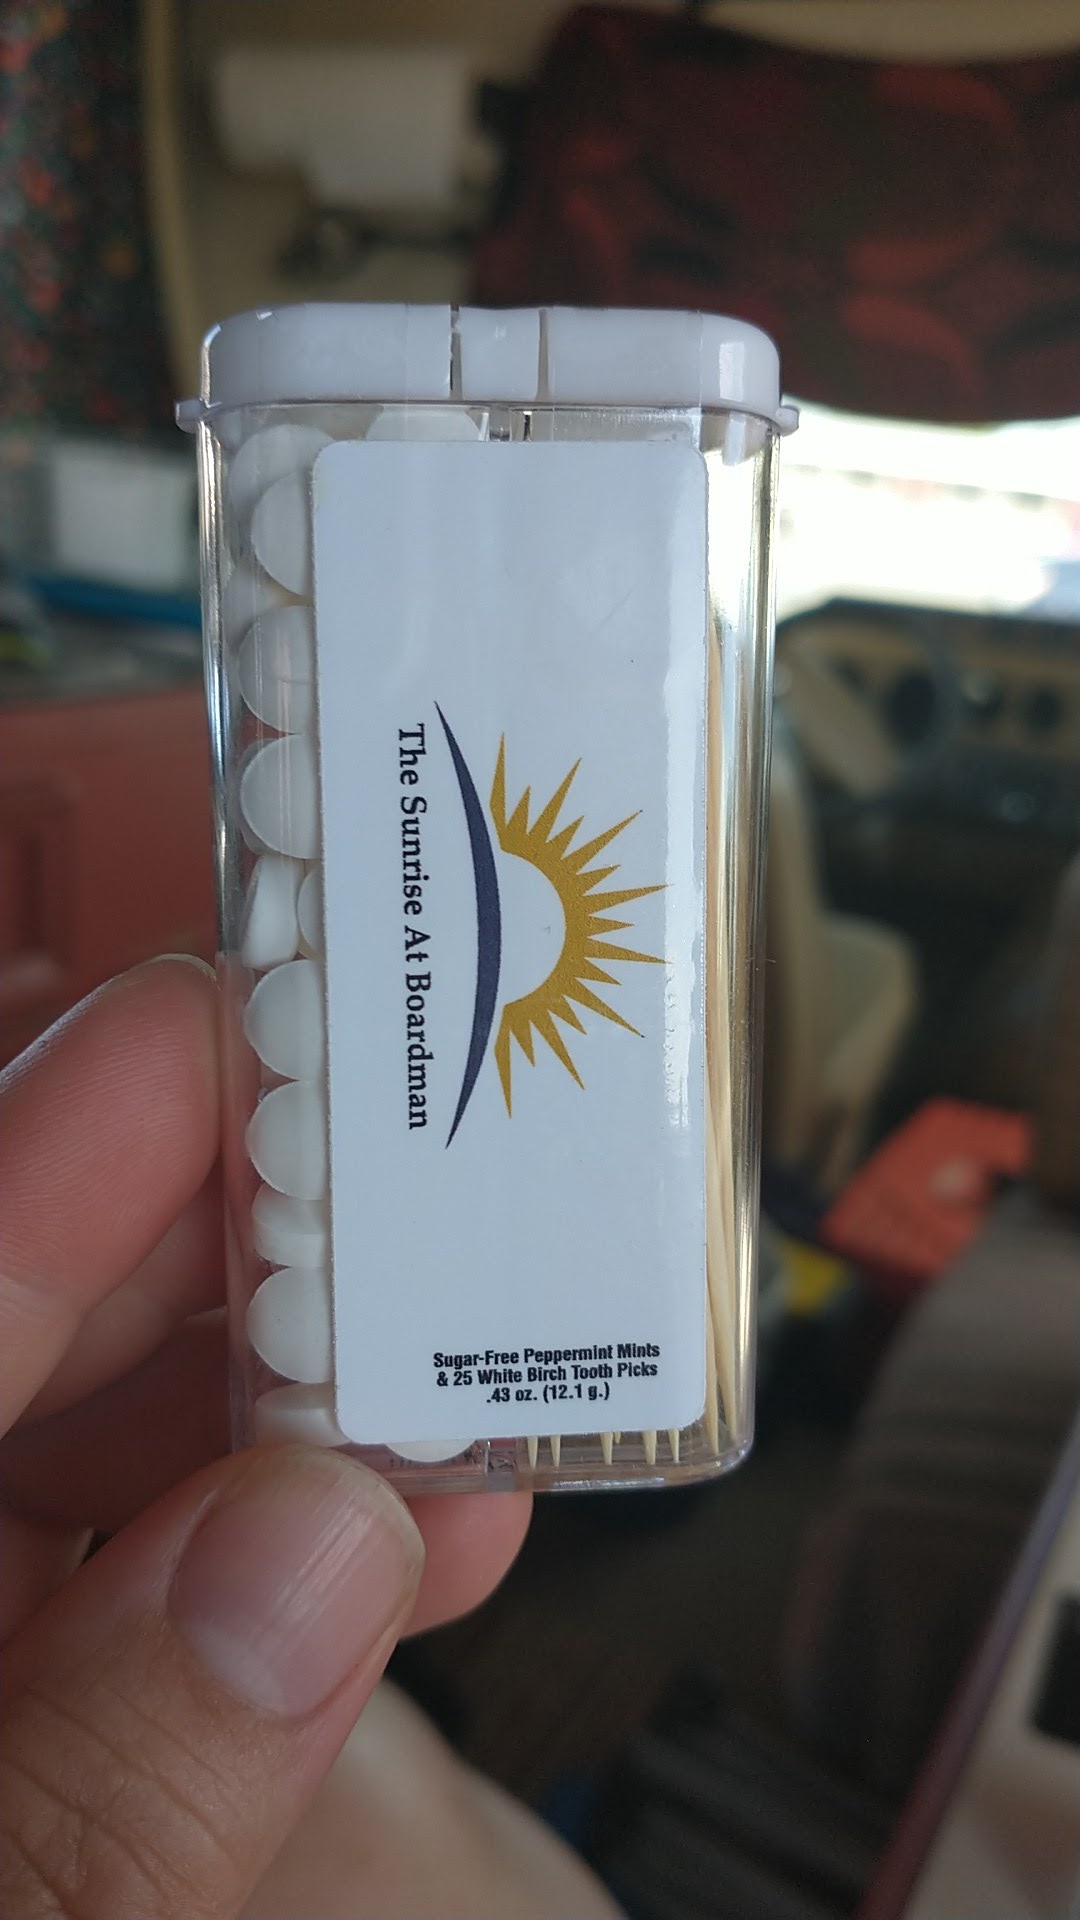 The Sunrise At Boardman
Sugar-Free Peppermint Mints
& 25 White Birch Tooth Picks
.43 oz. (12.1 g.)